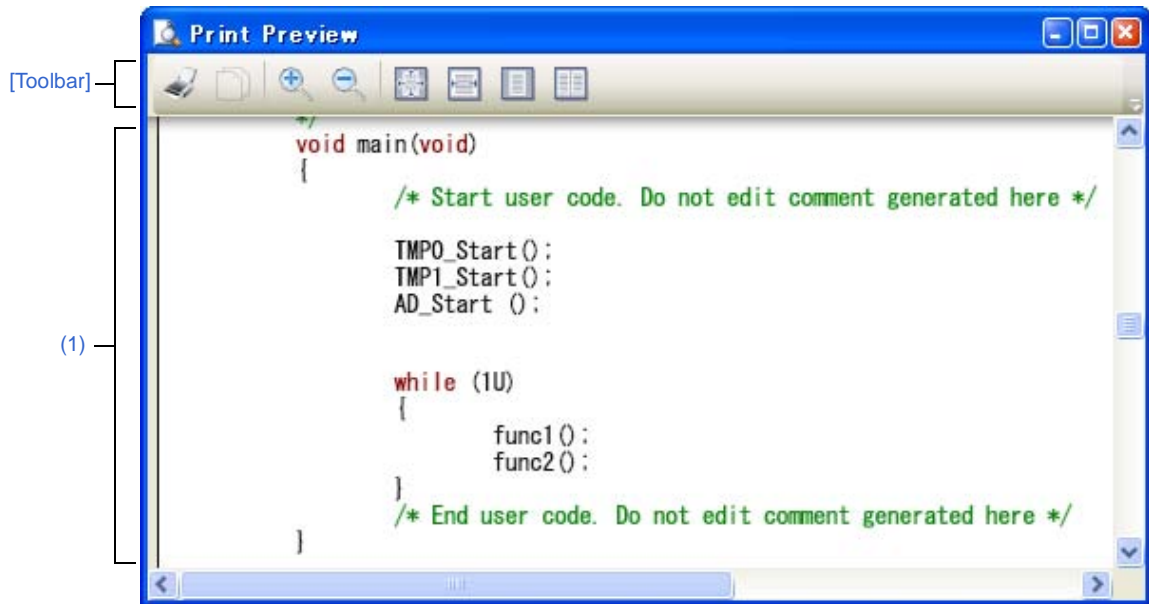 Print Preview
[Toolbar]
*/
void main(void)
{
/* Start user code. Do not edit comment generated here */
TMP0_Start();
TMP1_Start();
AD_Start ();
(1)
while (1U)
{
func1();
func2();
}
/* End user code. Do not edit comment generated here */
}